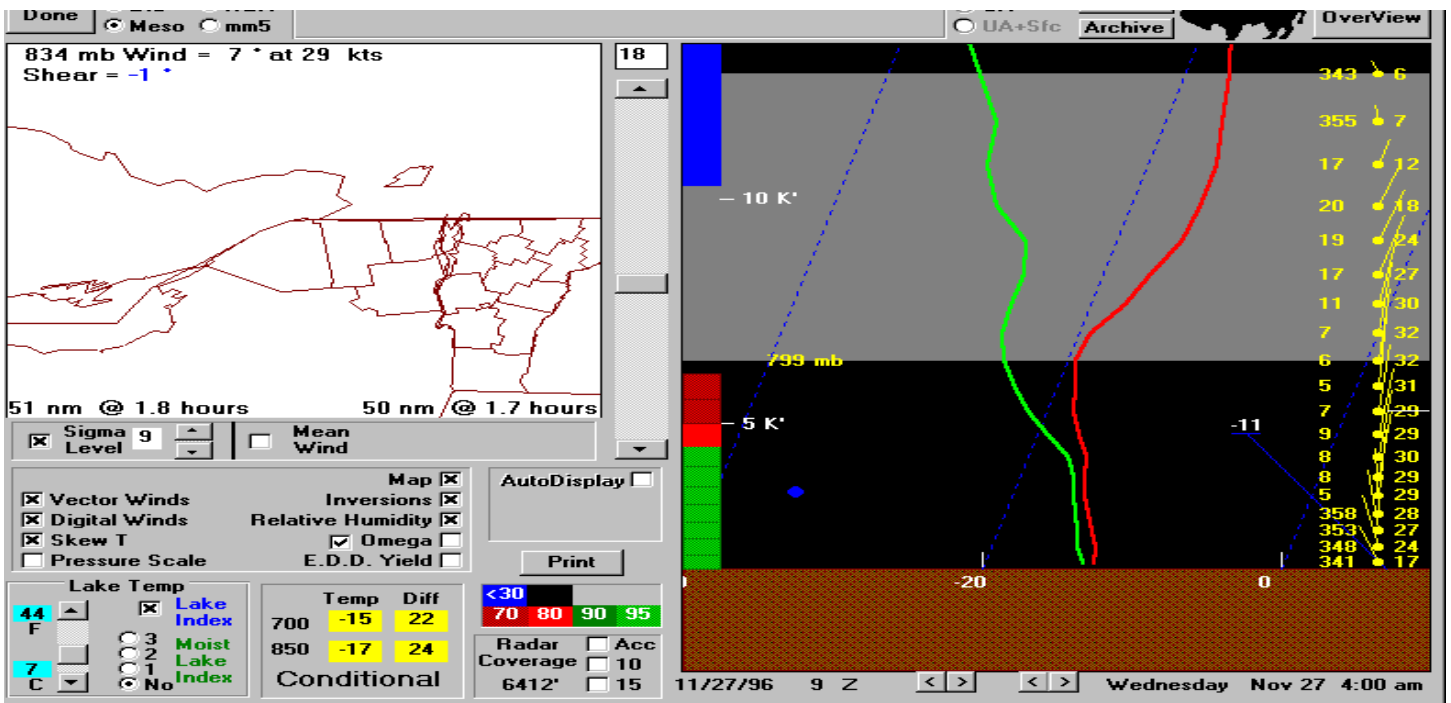 Done
Meso mm5
UA+Sfc Archive
OverView
834 mb Wind = 7 ° at 29 kts
Shear = -1 °
18
51 nm @ 1.8 hours 50 nm @ 1.7 hours
Sigma Level 9
Mean Wind
Map
Vector Winds Inversions
Digital Winds Relative Humidity
Skew T Omega
Pressure Scale E.D.D. Yield
AutoDisplay
Print
Lake Temp
44
F
7
C
Lake Index
3
2
1
No
Moist Lake Index
Temp Diff
700 -15 22
850 -17 24
Conditional
<30
70 80 90 95
Radar Coverage
6412'
Acc
10
15
10 K'
799 mb
5 K'
-11
-20
0
343 6
355 7
17 12
20 18
19 24
17 27
11 30
7 32
6 32
5 31
7 29
9 29
8 30
8 29
5 29
358 28
353 27
348 24
341 17
11/27/96 9 Z < > < > Wednesday Nov 27 4:00 am